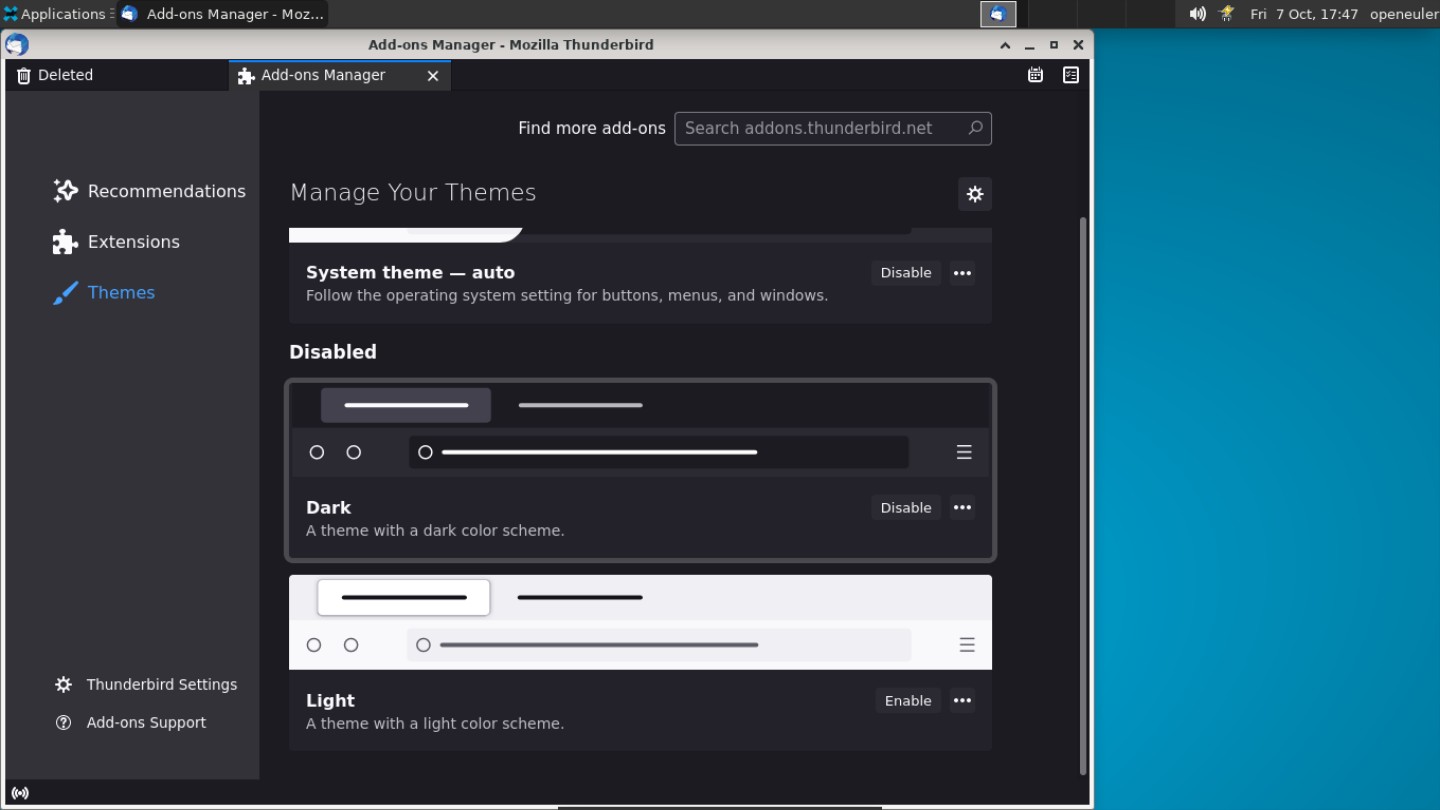 Applications
Add-ons Manager - Moz...
Fri 7 Oct, 17:47
openeuler
Add-ons Manager - Mozilla Thunderbird
Deleted
Add-ons Manager
Find more add-ons
Search addons.thunderbird.net
Recommendations
Extensions
Themes
Manage Your Themes
System theme — auto
Disable
Follow the operating system setting for buttons, menus, and windows.
Disabled
Dark
Disable
A theme with a dark color scheme.
Light
Enable
A theme with a light color scheme.
Thunderbird Settings
Add-ons Support